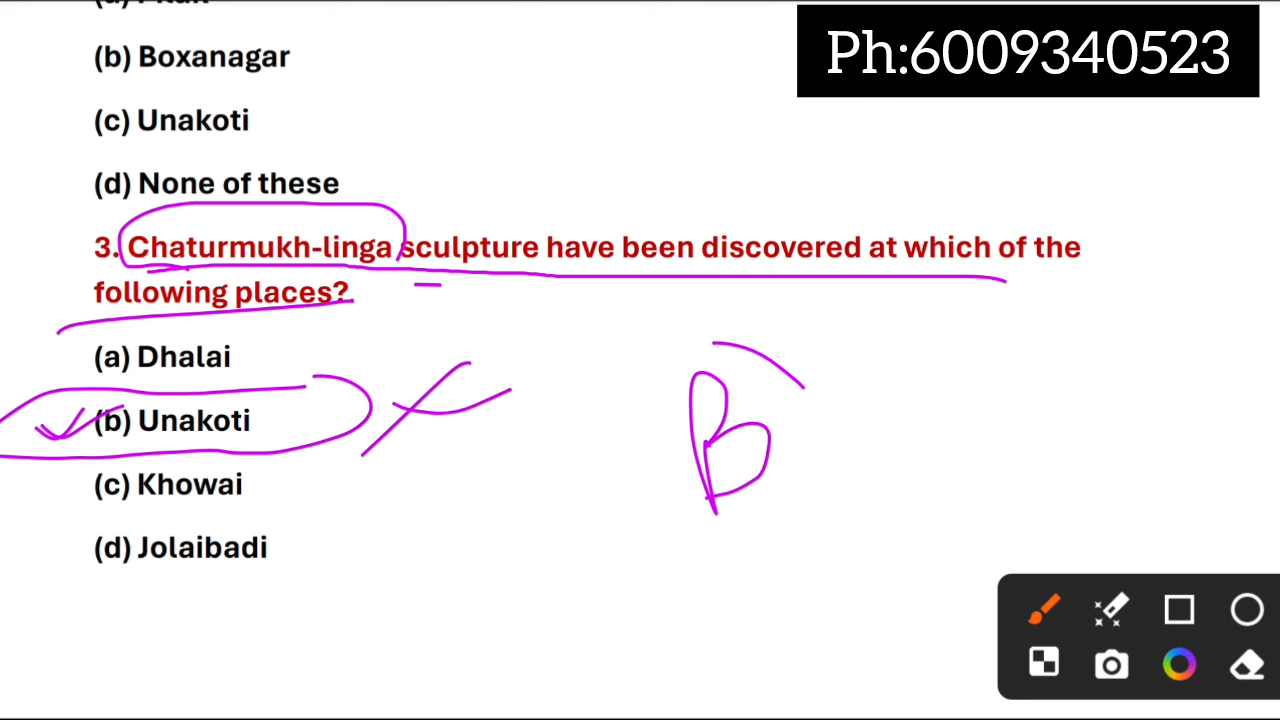 Ph:6009340523
(b) Boxanagar
(c) Unakoti
(d) None of these
3. Chaturmukh-linga sculpture have been discovered at which of the
following places?
(a) Dhalai
(b) Unakoti
(c) Khowai
(d) Jolaibadi
B